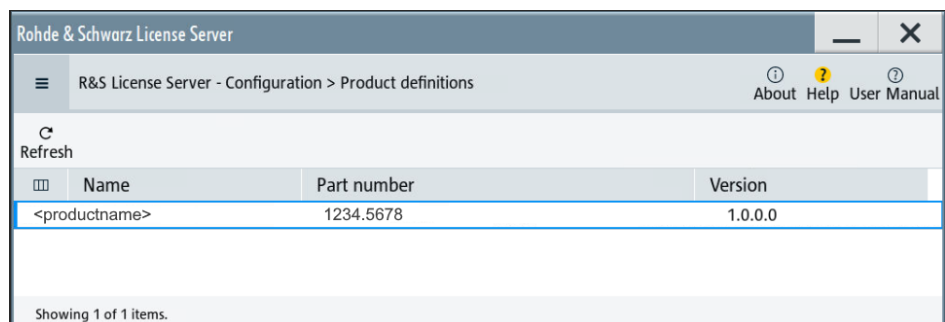 Rohde & Schwarz License Server
R&S License Server - Configuration > Product definitions
About Help User Manual
Refresh
Name Part number Version
<productname> 1234.5678 1.0.0.0
Showing 1 of 1 items.